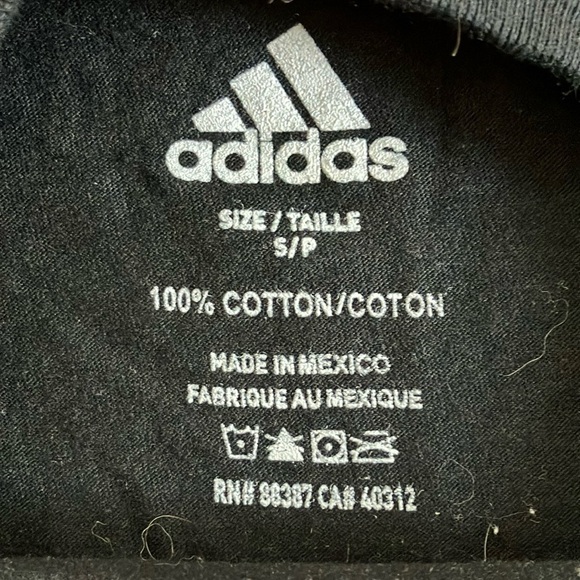 adidas
SIZE / TAILLE
S/P
100% COTTON/COTON
MADE IN MEXICO
FABRIQUE AU MEXIQUE
RN# 88387 CA# 40312